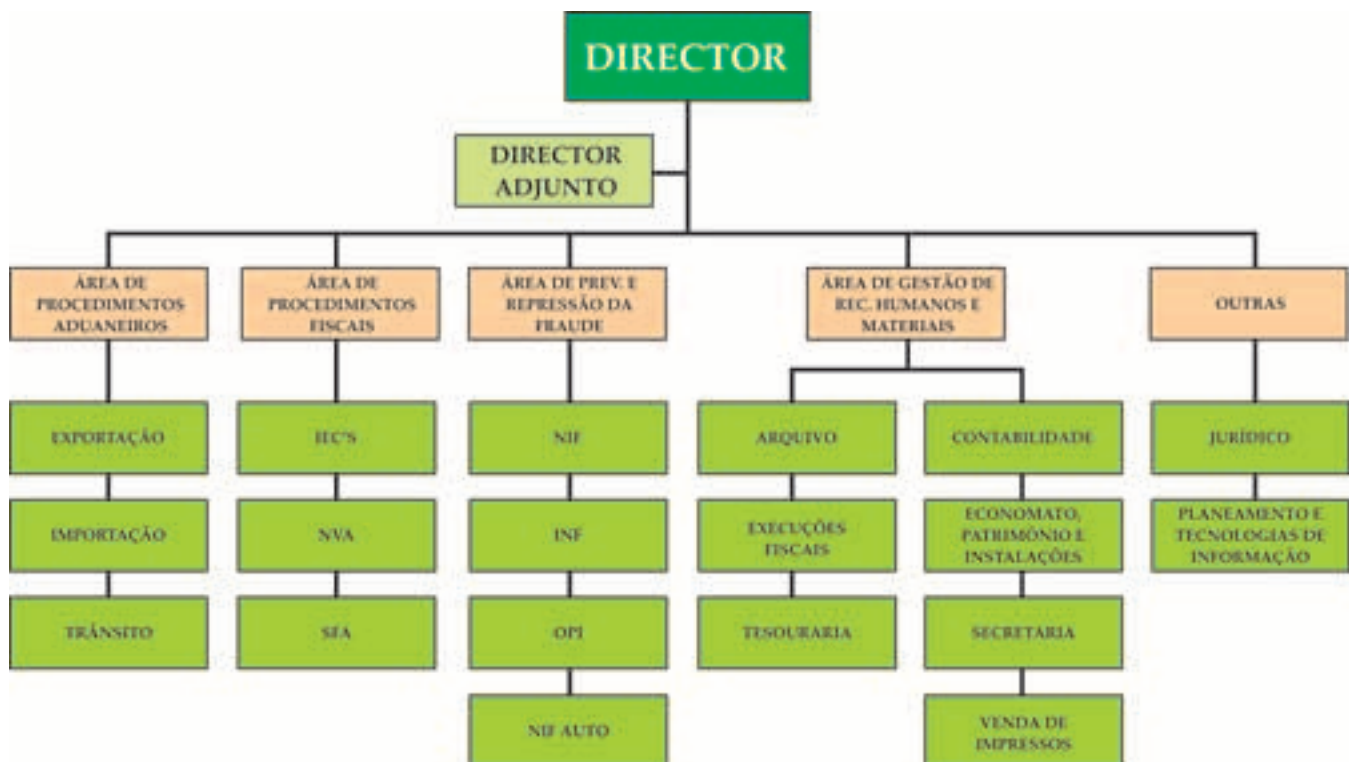 DIRECTOR
DIRECTOR
ADJUNTO
ÁREA DE
PROCEDIMENTOS
ADUANEIROS
ÁREA DE
PROCEDIMENTOS
FISCAIS
ÁREA DE PREV. E
REPRESSÃO DA
FRAUDE
ÁREA DE GESTÃO DE
REC. HUMANOS E
MATERIAIS
OUTRAS
EXPORTAÇÃO
IEC'S
NIF
ARQUIVO
CONTABILIDADE
JURÍDICO
IMPORTAÇÃO
NVA
INF
EXECUÇÕES
FISCAIS
ECONOMATO,
PATRIMÓNIO E
INSTALAÇÕES
PLANEAMENTO E
TECNOLOGIAS DE
INFORMAÇÃO
TRÂNSITO
SFA
OPI
TESOURARIA
SECRETARIA
NIF AUTO
VENDA DE
IMPRESSOS